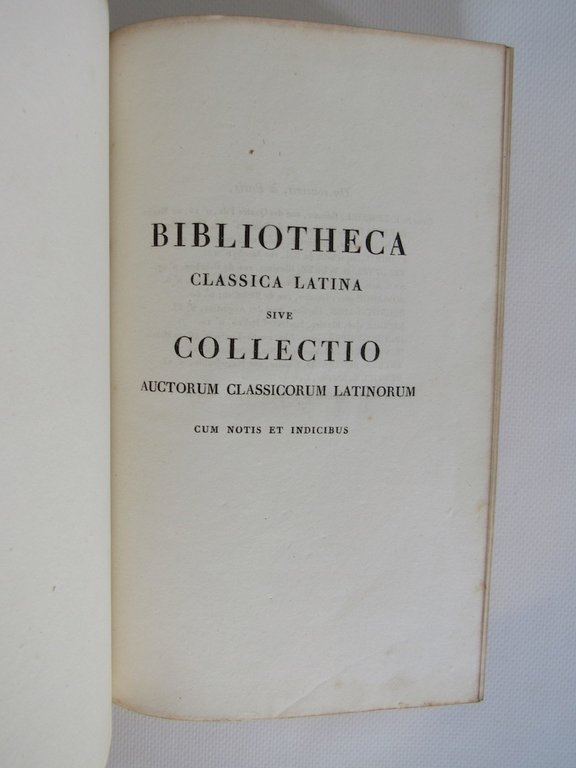 BIBLIOTHECA
CLASSICA LATINA
SIVE
COLLECTIO
AUCTORUM CLASSICORUM LATINORUM
CUM NOTIS ET INDICIBUS